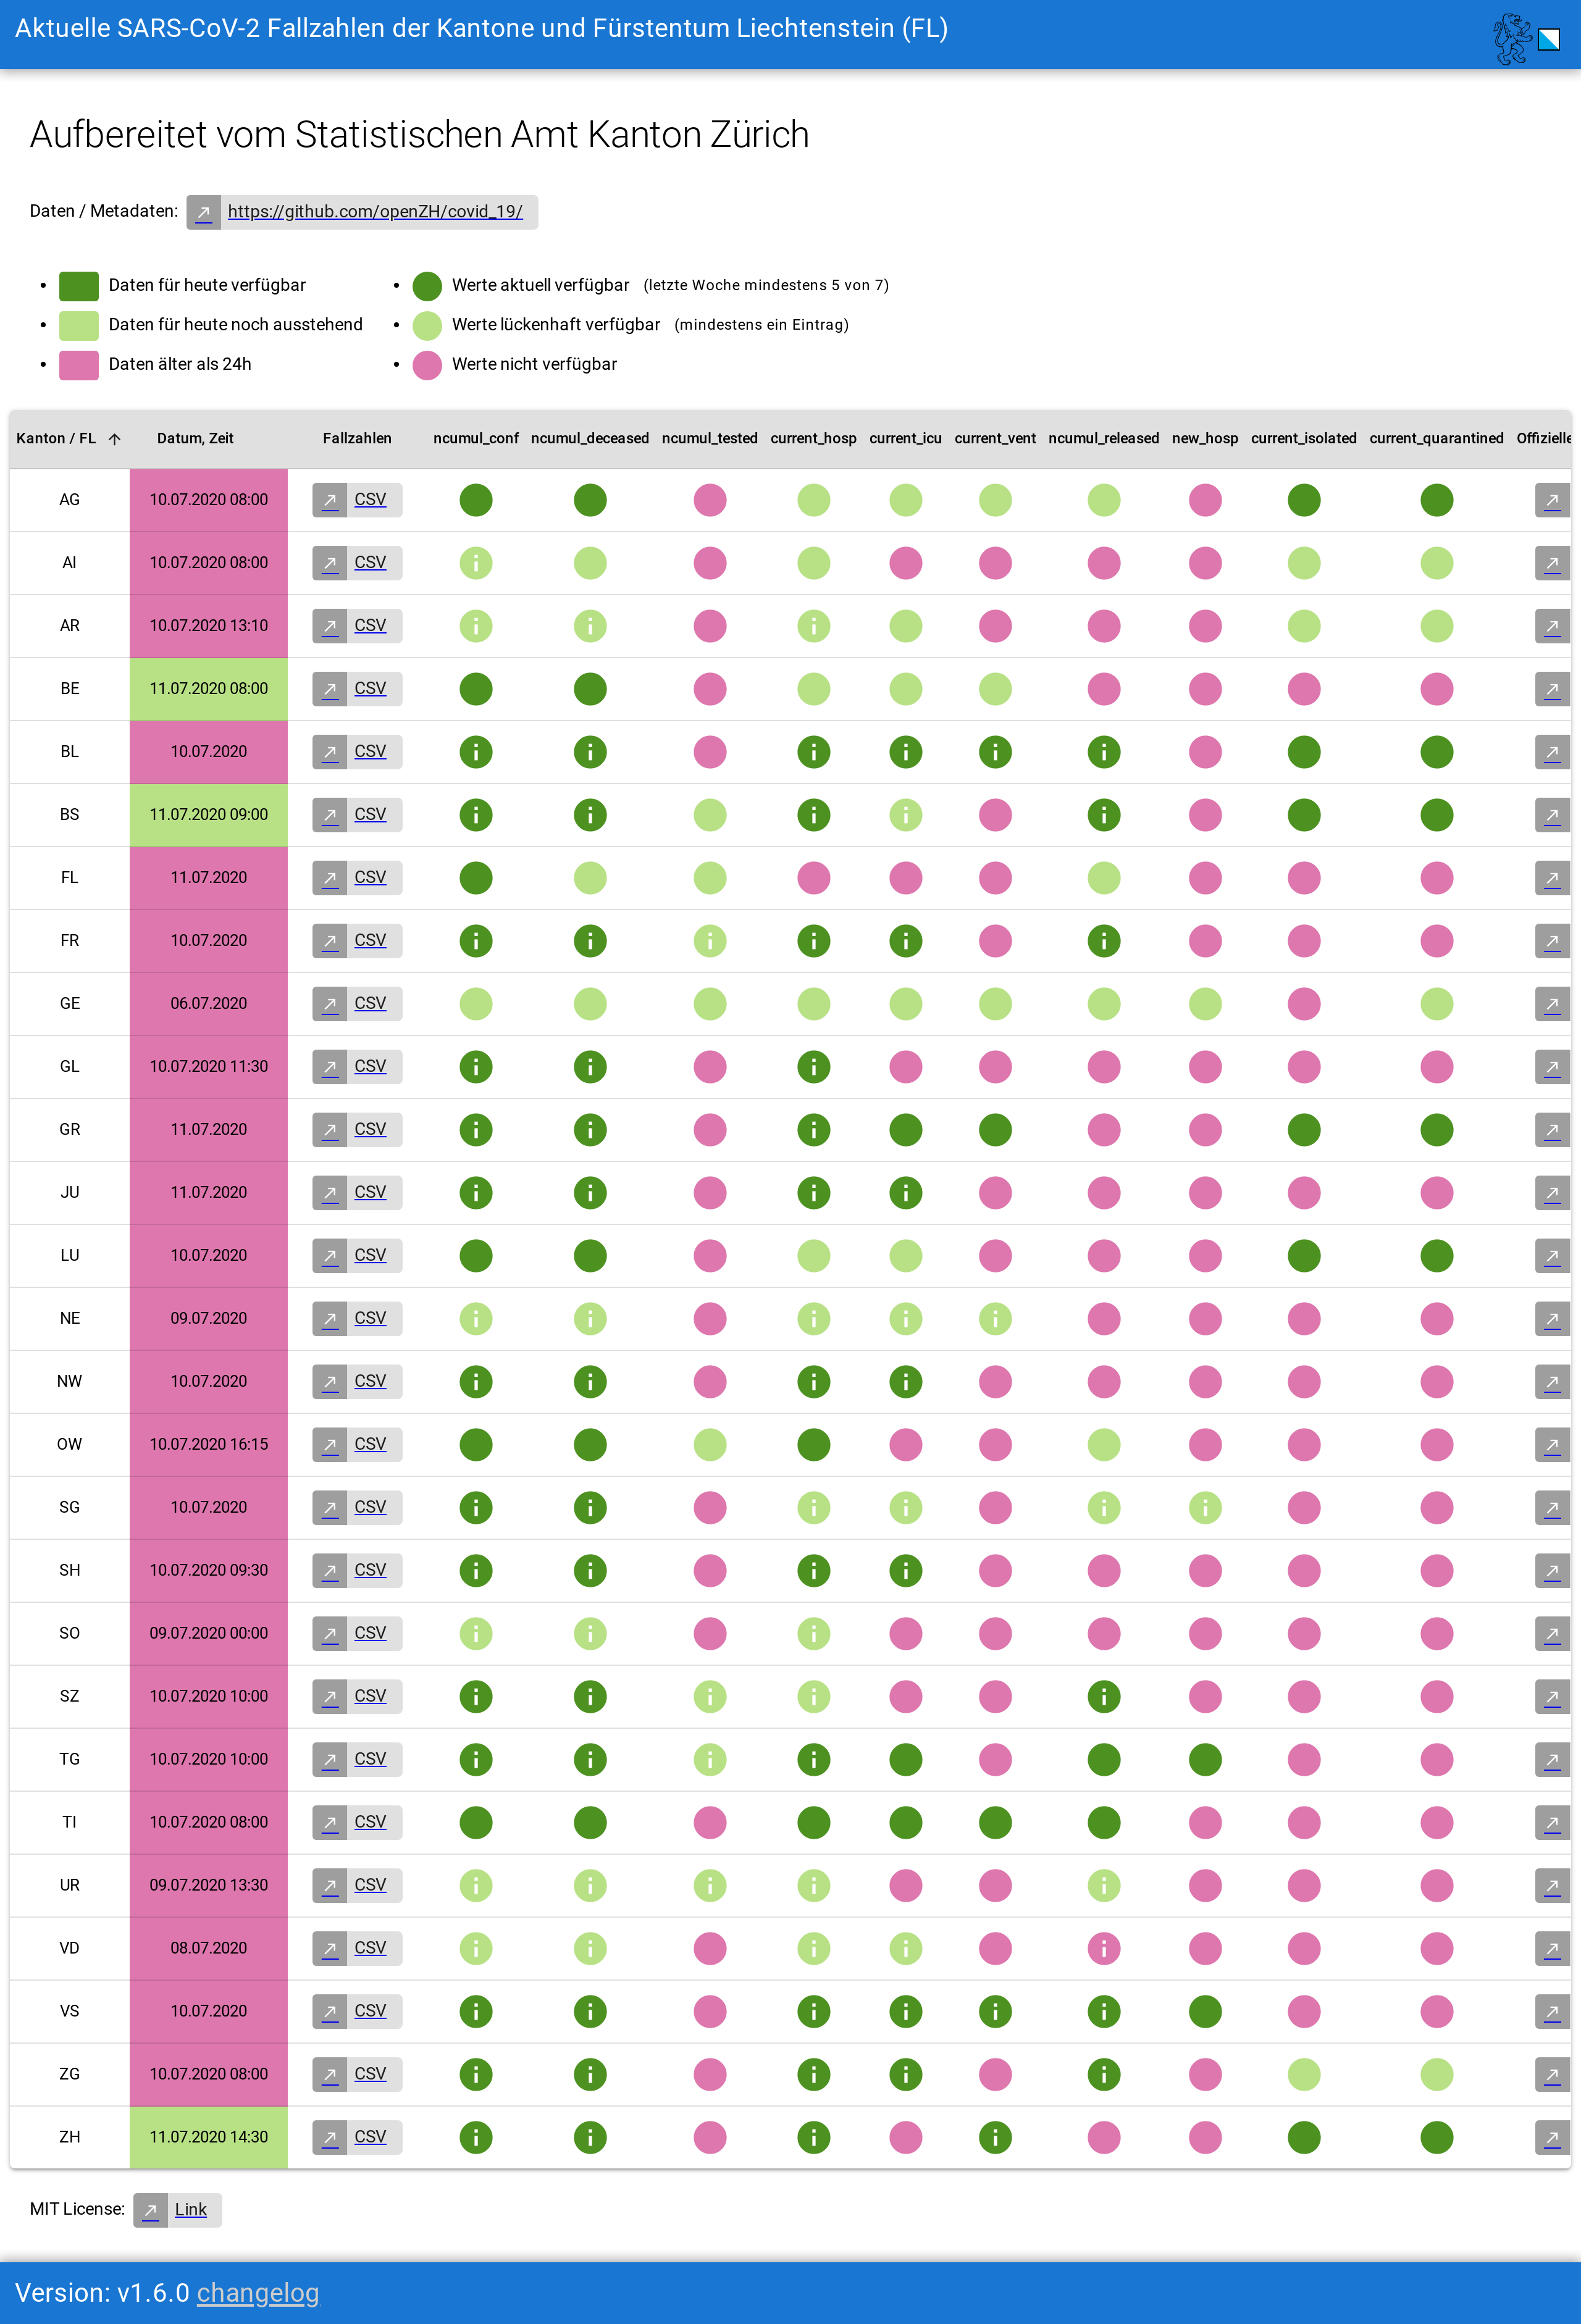 Aktuelle SARS-CoV-2 Fallzahlen der Kantone und Fürstentum Liechtenstein (FL)
Aufbereitet vom Statistischen Amt Kanton Zürich
Daten / Metadaten: https://github.com/openZH/covid_19/
Daten für heute verfügbar
Daten für heute noch ausstehend
Daten älter als 24h
Werte aktuell verfügbar (letzte Woche mindestens 5 von 7)
Werte lückenhaft verfügbar (mindestens ein Eintrag)
Werte nicht verfügbar
Kanton / FL Datum, Zeit Fallzahlen ncumul_conf ncumul_deceased ncumul_tested current_hosp current_icu current_vent ncumul_released new_hosp current_isolated current_quarantined Offizielle
AG 10.07.2020 08:00 CSV
AI 10.07.2020 08:00 CSV
AR 10.07.2020 13:10 CSV
BE 11.07.2020 08:00 CSV
BL 10.07.2020 CSV
BS 11.07.2020 09:00 CSV
FL 11.07.2020 CSV
FR 10.07.2020 CSV
GE 06.07.2020 CSV
GL 10.07.2020 11:30 CSV
GR 11.07.2020 CSV
JU 11.07.2020 CSV
LU 10.07.2020 CSV
NE 09.07.2020 CSV
NW 10.07.2020 CSV
OW 10.07.2020 16:15 CSV
SG 10.07.2020 CSV
SH 10.07.2020 09:30 CSV
SO 09.07.2020 00:00 CSV
SZ 10.07.2020 10:00 CSV
TG 10.07.2020 10:00 CSV
TI 10.07.2020 08:00 CSV
UR 09.07.2020 13:30 CSV
VD 08.07.2020 CSV
VS 10.07.2020 CSV
ZG 10.07.2020 08:00 CSV
ZH 11.07.2020 14:30 CSV
MIT License: Link
Version: v1.6.0 changelog